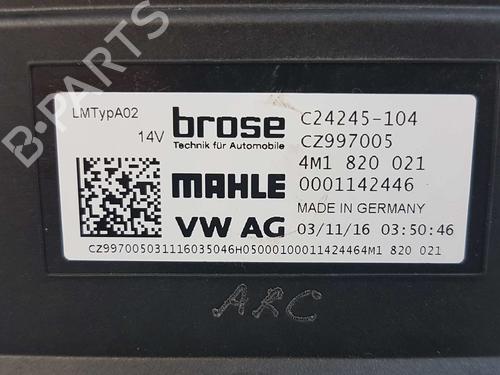 LMTypA02
14V
brose
Technik für Automobile
MAHLE
VW AG
C24245-104
CZ997005
4M1 820 021
0001142446
MADE IN GERMANY
03/11/16 03:50:46
CZ997005031116035046H05000100011424464M1 820 021
ARC